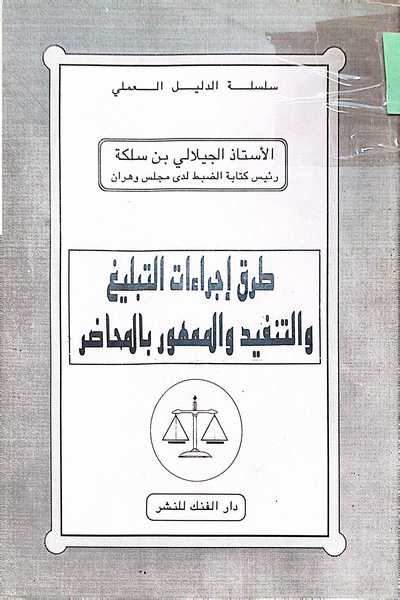 سلسلة الدليل العملي
الأستاذ الجيلالي بن سلكة
رئيس كتابة الضبط لدى مجلس وهران
طرق إجراءات التبليغ
والتنفيد والممهور بالمحاضر
دار الفنك للنشر